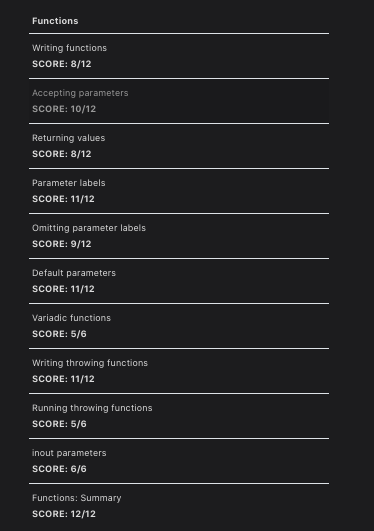 Functions
Writing functions
SCORE: 8/12
Accepting parameters
SCORE: 10/12
Returning values
SCORE: 8/12
Parameter labels
SCORE: 11/12
Omitting parameter labels
SCORE: 9/12
Default parameters
SCORE: 11/12
Variadic functions
SCORE: 5/6
Writing throwing functions
SCORE: 11/12
Running throwing functions
SCORE: 5/6
inout parameters
SCORE: 6/6
Functions: Summary
SCORE: 12/12